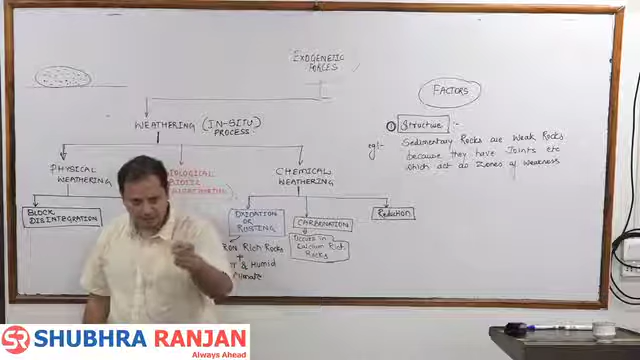 EXOGENETIC
FORCES
WEATHERING (IN-SITU
PROCESS)
PHYSICAL
WEATHERING
BIOTIC
CHEMICAL
WEATHERING
BLOCK
DISINTEGRATION
OXIDATION
OR
RUSTING
CARBONATION
Reduction
Rich Rocks
+
& Humid
Occurs in
Calcium Rich
Rocks
FACTORS
① Structure :-
eg:- Sedimentary Rocks are Weak Rocks
because they have Joints etc
which act as Zones of Weakness
SR SHUBHRA RANJAN
Always Ahead